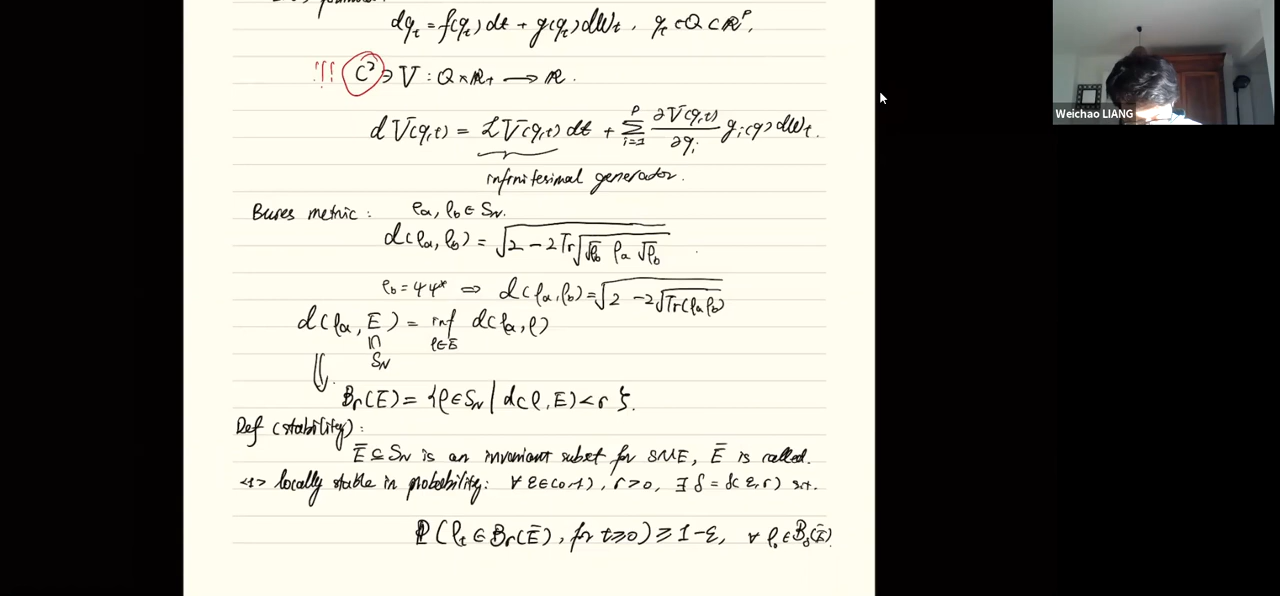 dq_t = f(q_t)dt + g(q_t)dW_t, q_t ∈ Q ⊂ ℝ^p,
!!! C² ∋ V : Q × ℝ₊ → ℝ.
dV(q,t) = ℒV(q,t)dt + Σ_{i=1}^{p} ∂V(q,t)/∂q_i g_i(q)dW_t.
infinitesimal generator.
Bures metric: ρ_a, ρ_b ∈ S_N.
d(ρ_a, ρ_b) = √(2 - 2Tr√(√ρ_b ρ_a √ρ_b))
ρ_b = ψψ* ⇒ d(ρ_a, ρ_b) = √(2 - 2√(Tr(ρ_a ρ_b)))
d(ρ_a, E) = inf_{ρ∈E} d(ρ_a, ρ)
∩
S_N
⇓
B_r(E) = {ρ ∈ S_N | d(ρ, E) < r}.
Def (stability):
Ē ⊆ S_N is an invariant subset for SME, Ē is called.
<1> locally stable in probability: ∀ ε ∈ (0,1), r > 0, ∃ δ = δ(ε,r) s.t.
ℙ(ρ_t ∈ B_r(Ē), for t ≥ 0) ≥ 1-ε, ∀ ρ_0 ∈ B_δ(Ē)
Weichao LIANG